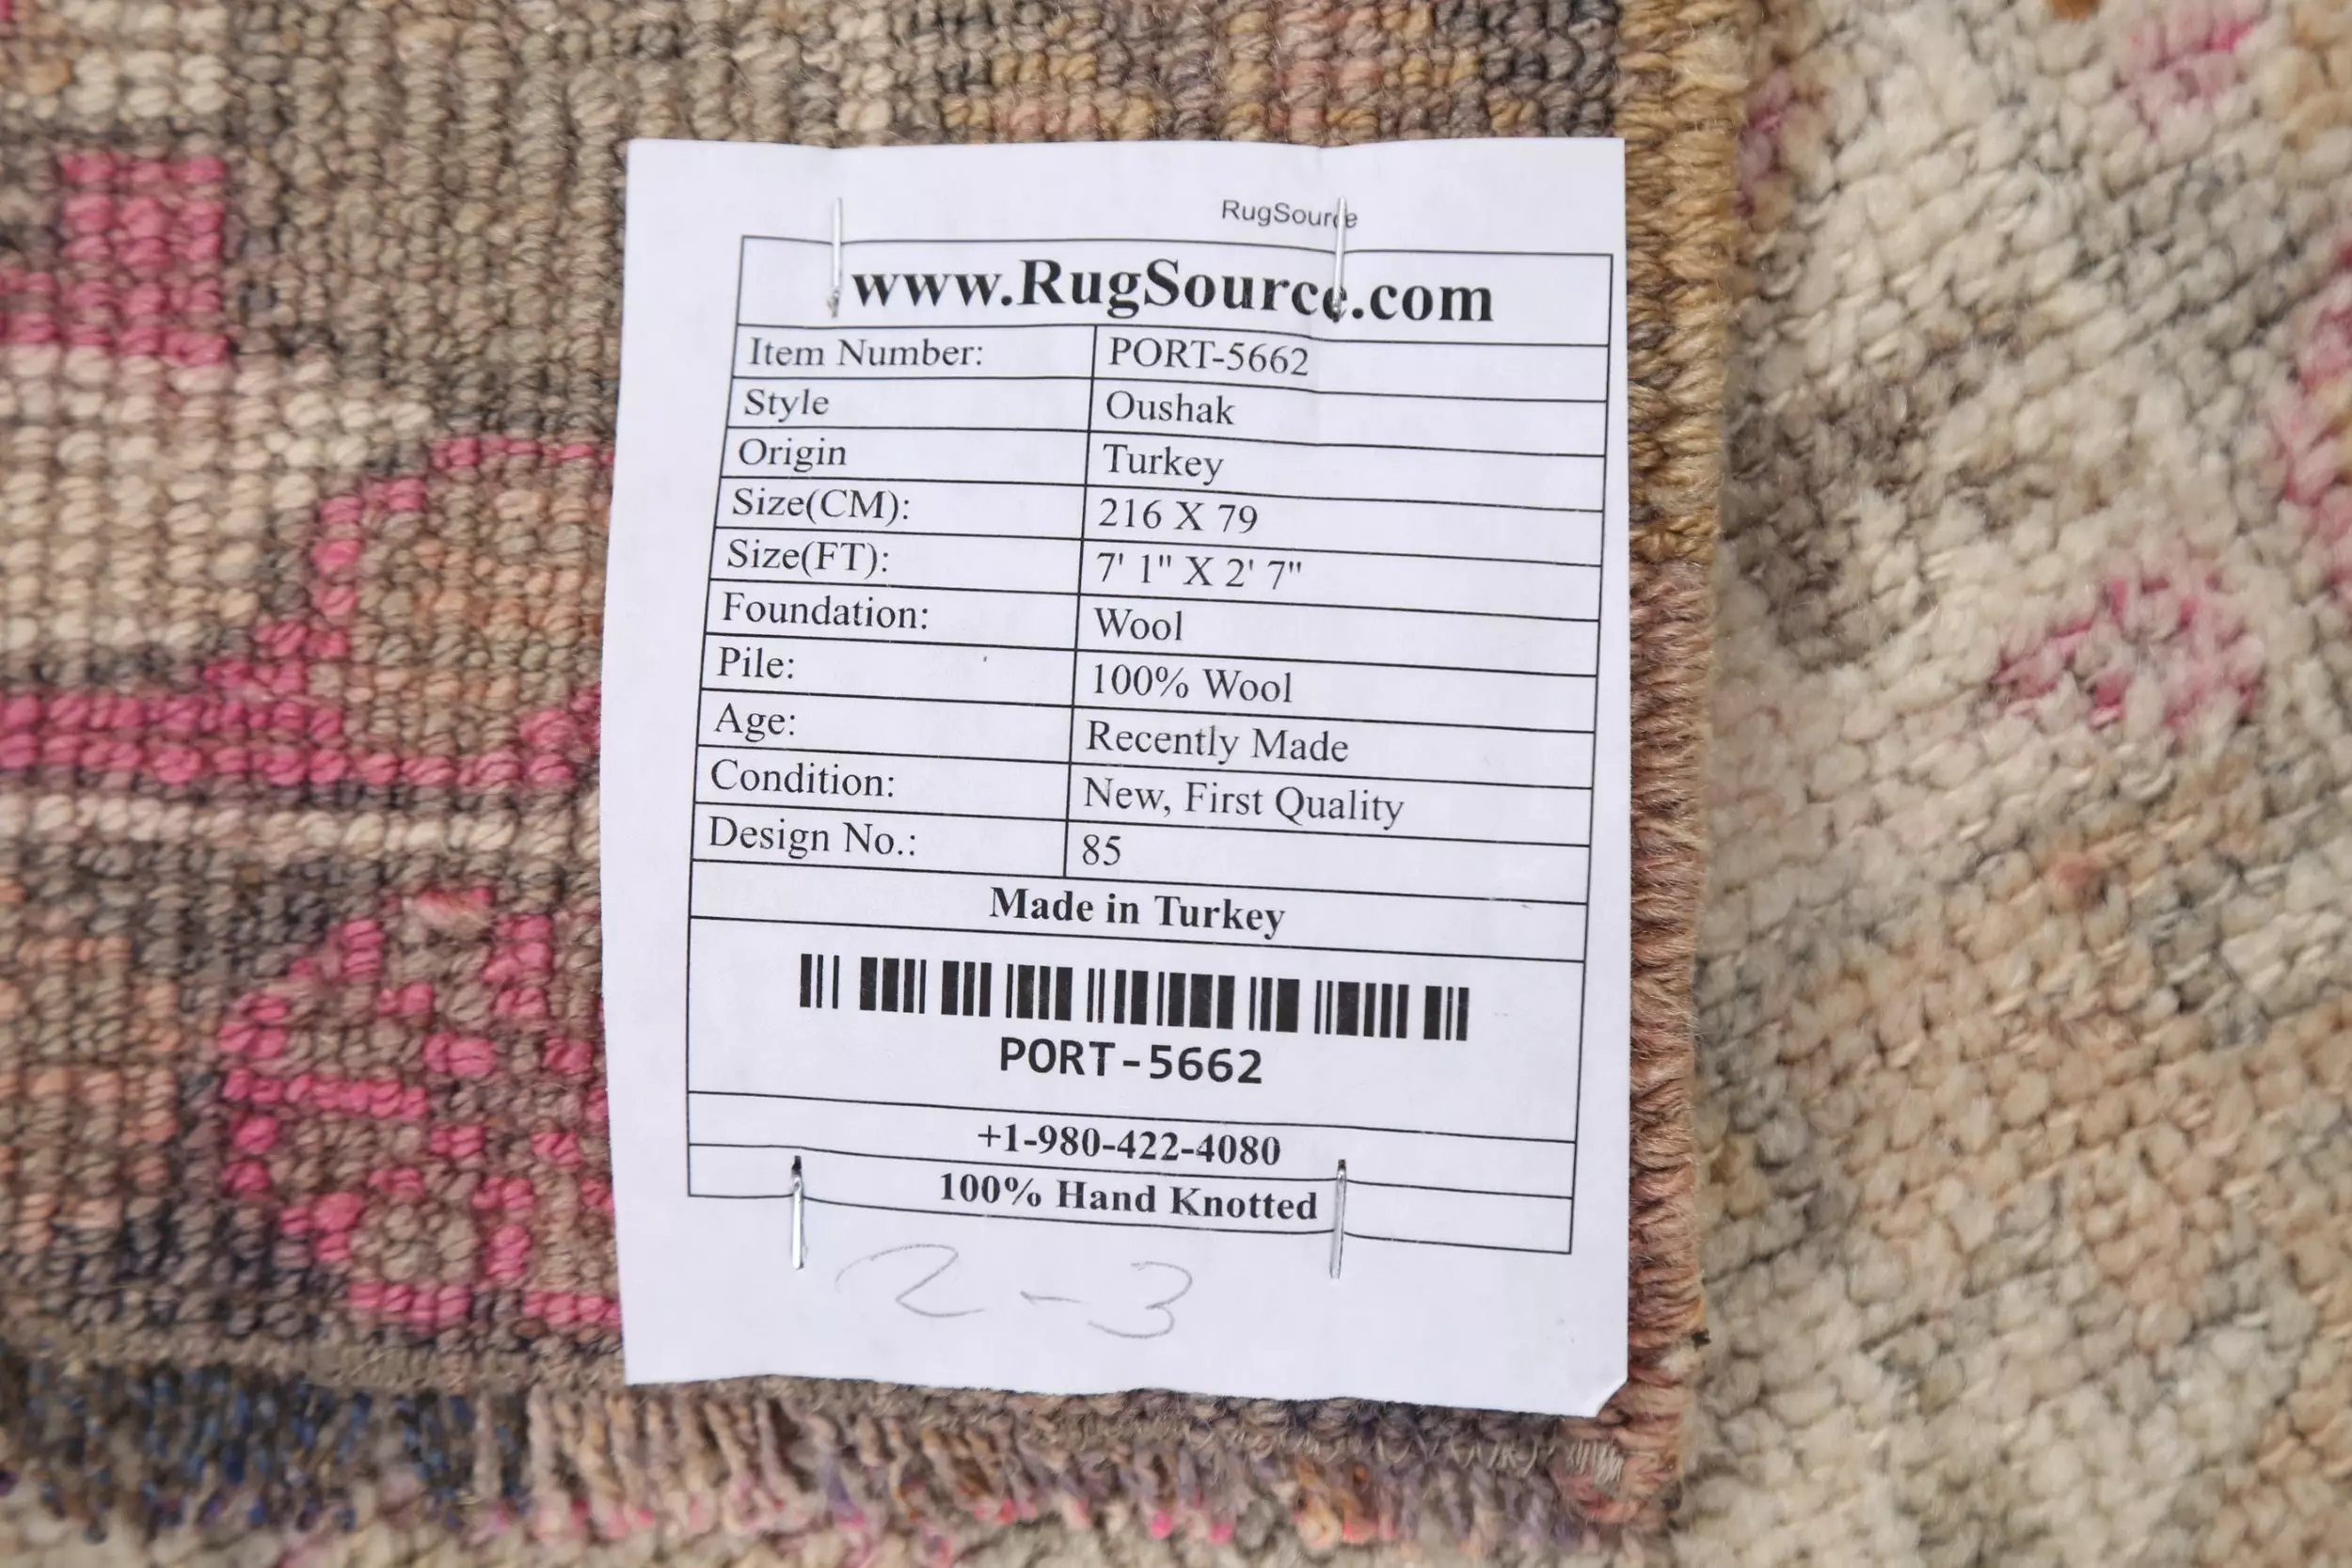 RugSource
www.RugSource.com
Item Number: PORT-5662
Style Oushak
Origin Turkey
Size(CM): 216 X 79
Size(FT): 7' 1" X 2' 7"
Foundation: Wool
Pile: 100% Wool
Age: Recently Made
Condition: New, First Quality
Design No.: 85
Made in Turkey
PORT-5662
+1-980-422-4080
100% Hand Knotted
2-3